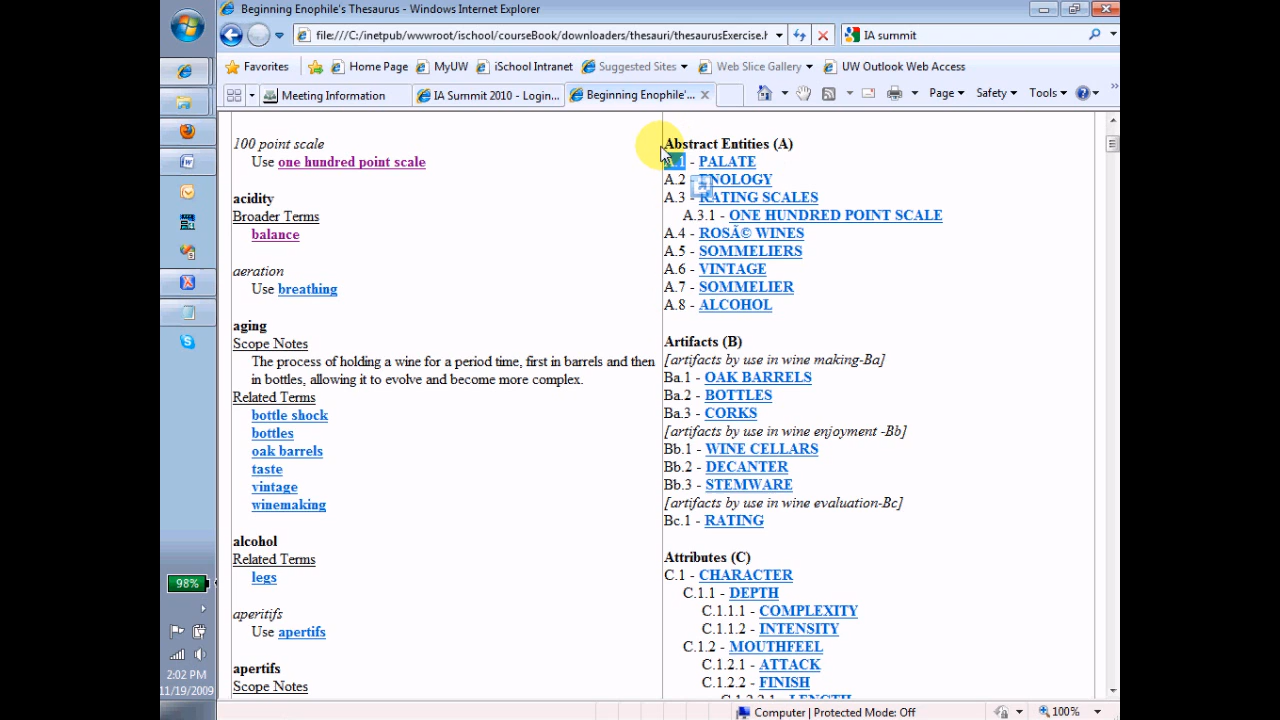 Beginning Enophile's Thesaurus - Windows Internet Explorer
file:///C:/inetpub/wwwroot/ischool/courseBook/downloaders/thesauri/thesaurusExercise.h
IA summit
Favorites Home Page MyUW iSchool Intranet Suggested Sites Web Slice Gallery UW Outlook Web Access
Meeting Information IA Summit 2010 - Login... Beginning Enophile'... Page Safety Tools
100 point scale
Use one hundred point scale
acidity
Broader Terms
balance
aeration
Use breathing
aging
Scope Notes
The process of holding a wine for a period time, first in barrels and then
in bottles, allowing it to evolve and become more complex.
Related Terms
bottle shock
bottles
oak barrels
taste
vintage
winemaking
alcohol
Related Terms
legs
aperitifs
Use apertifs
apertifs
Scope Notes
Abstract Entities (A)
A.1 - PALATE
A.2 - ENOLOGY
A.3 - RATING SCALES
A.3.1 - ONE HUNDRED POINT SCALE
A.4 - ROSÃ© WINES
A.5 - SOMMELIERS
A.6 - VINTAGE
A.7 - SOMMELIER
A.8 - ALCOHOL
Artifacts (B)
[artifacts by use in wine making-Ba]
Ba.1 - OAK BARRELS
Ba.2 - BOTTLES
Ba.3 - CORKS
[artifacts by use in wine enjoyment -Bb]
Bb.1 - WINE CELLARS
Bb.2 - DECANTER
Bb.3 - STEMWARE
[artifacts by use in wine evaluation-Bc]
Bc.1 - RATING
Attributes (C)
C.1 - CHARACTER
C.1.1 - DEPTH
C.1.1.1 - COMPLEXITY
C.1.1.2 - INTENSITY
C.1.2 - MOUTHFEEL
C.1.2.1 - ATTACK
C.1.2.2 - FINISH
C.1.2.2.1 - LENGTH
98%
2:02 PM
11/19/2009
Computer | Protected Mode: Off
100%